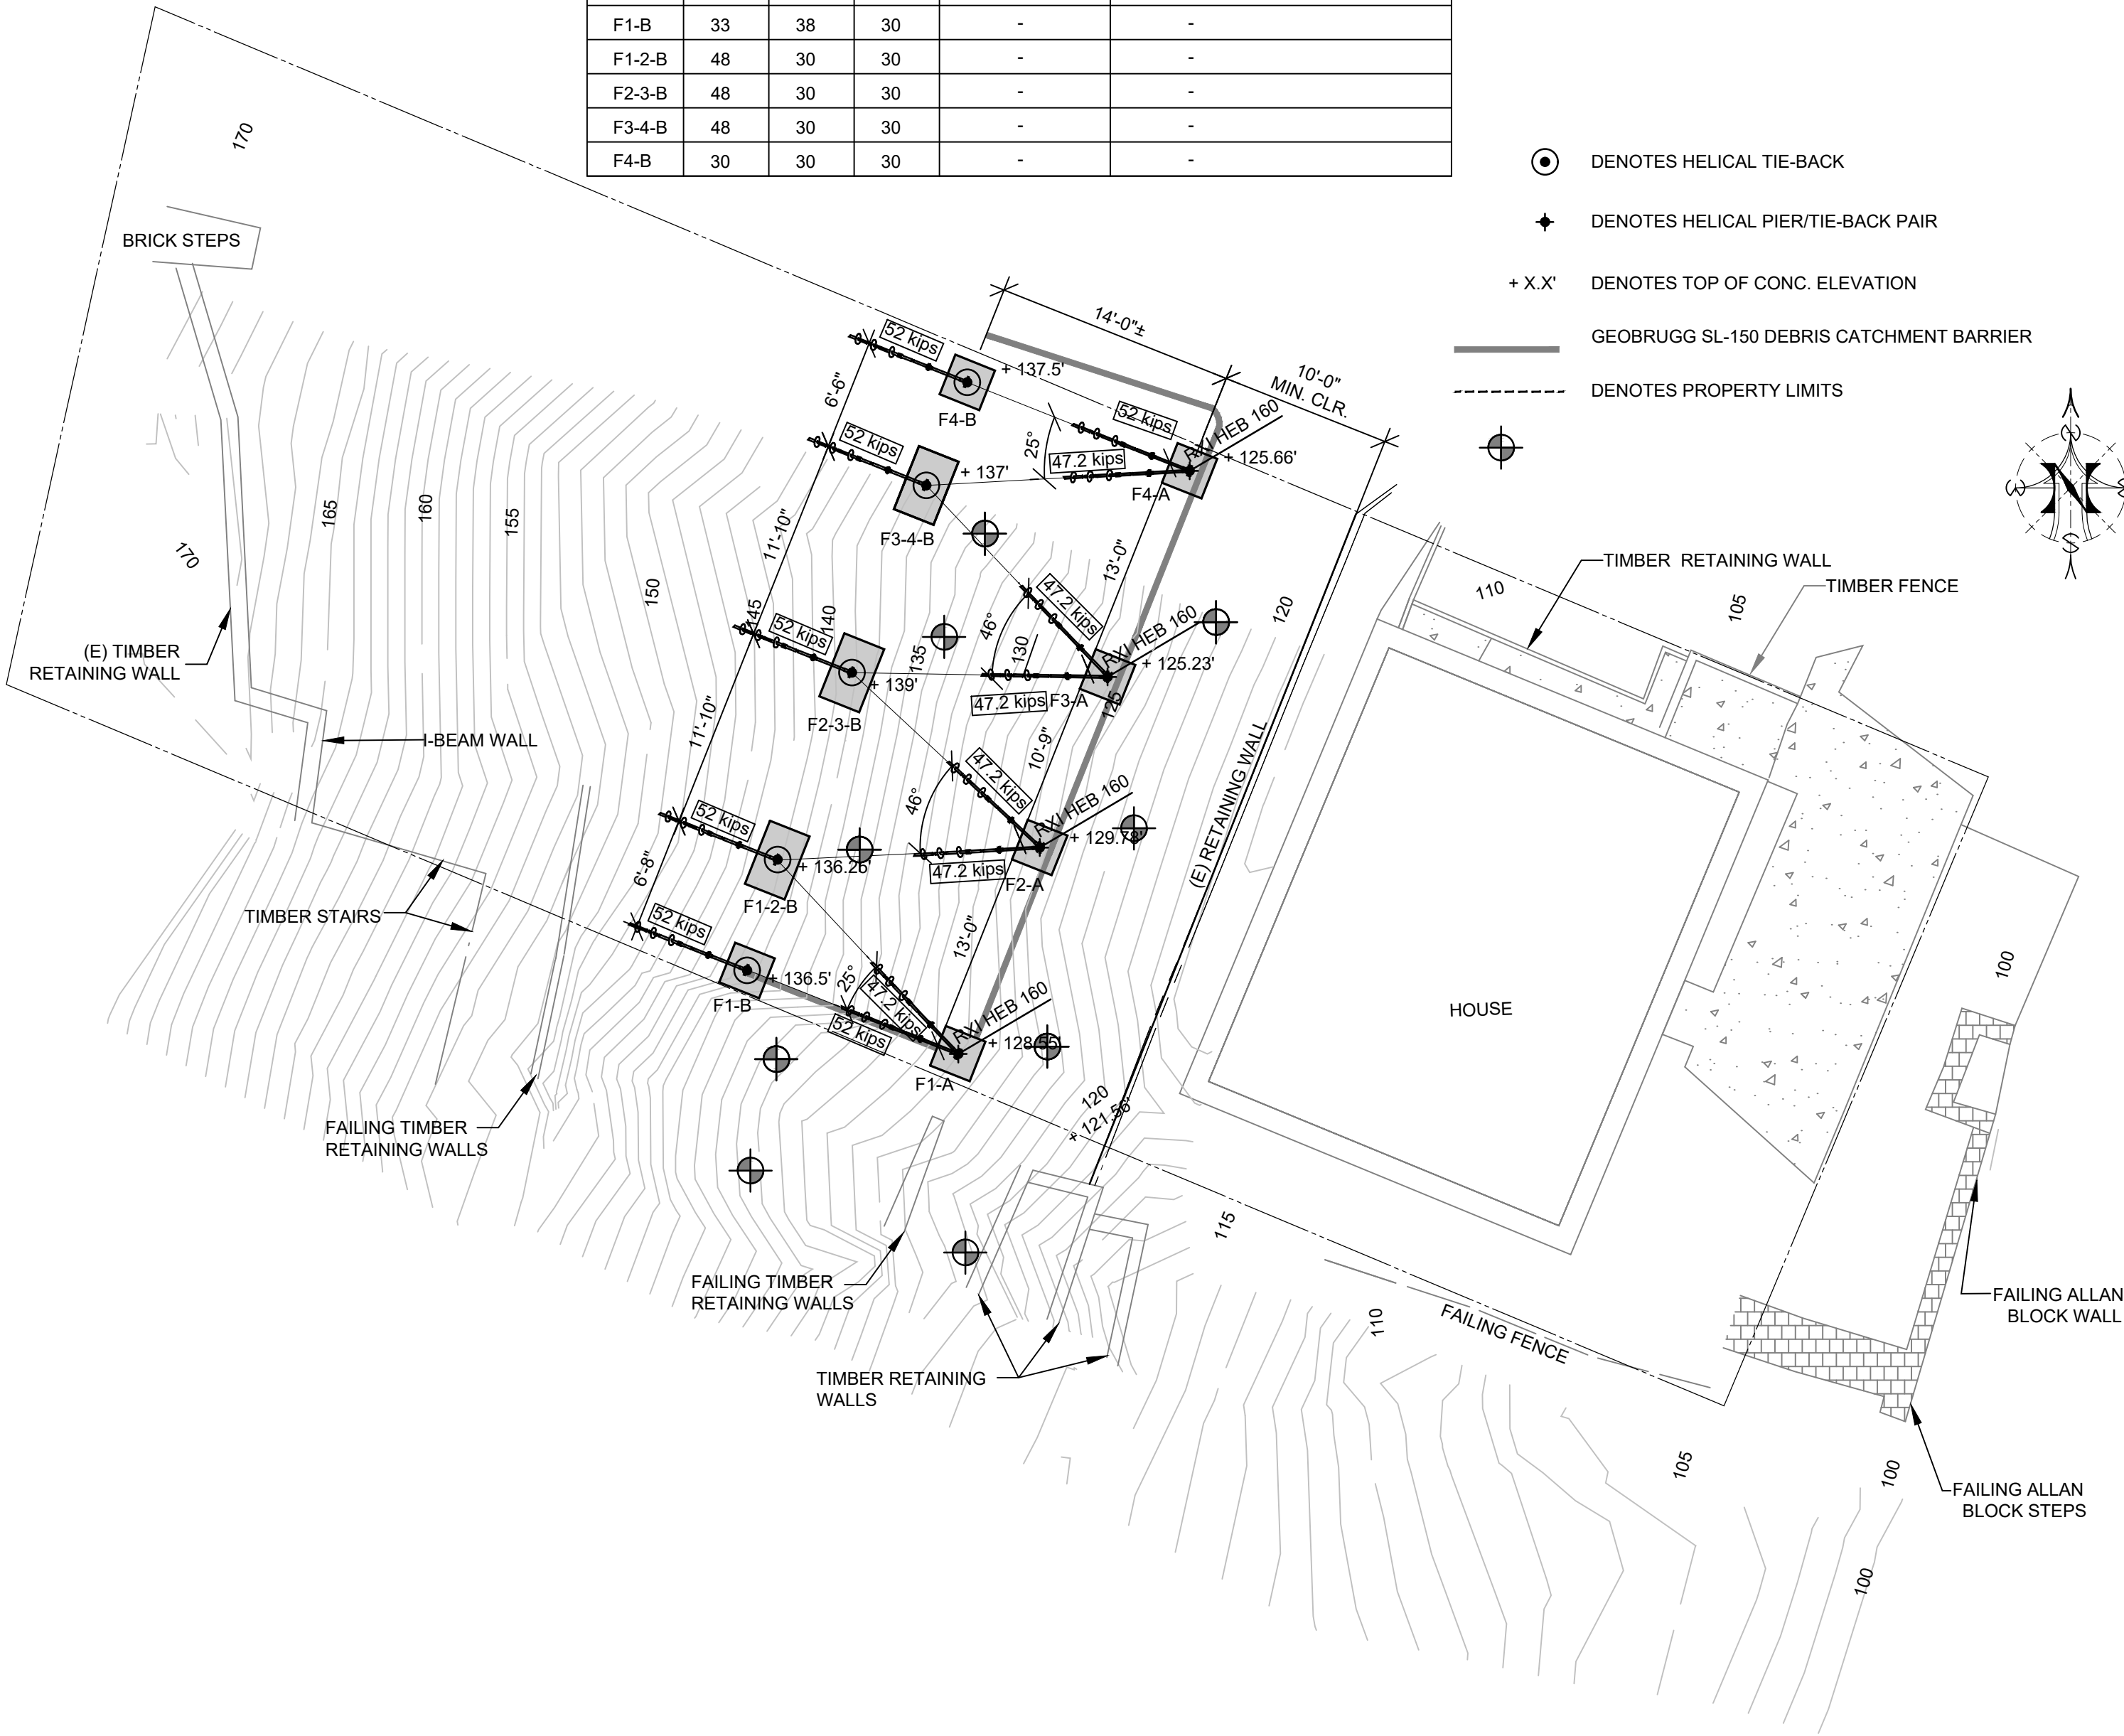 F1-B 33 38 30 - -
F1-2-B 48 30 30 - -
F2-3-B 48 30 30 - -
F3-4-B 48 30 30 - -
F4-B 30 30 30 - -
DENOTES HELICAL TIE-BACK
DENOTES HELICAL PIER/TIE-BACK PAIR
+ X.X' DENOTES TOP OF CONC. ELEVATION
GEOBRUGG SL-150 DEBRIS CATCHMENT BARRIER
DENOTES PROPERTY LIMITS
170
BRICK STEPS
14'-0"±
10'-0"
MIN. CLR.
52 kips
+ 137.5'
F4-B
6'-6"
52 kips
RXI HEB 160
25°
47.2 kips
+ 125.66'
F4-A
52 kips
+ 137'
F3-4-B
165
160
155
170
150
145
140
135
130
125
11'-10"
13'-0"
47.2 kips
46°
RXI HEB 160
+ 125.23'
47.2 kips
F3-A
120
52 kips
+ 139'
F2-3-B
TIMBER RETAINING WALL
TIMBER FENCE
110
105
(E) TIMBER
RETAINING WALL
I-BEAM WALL
11'-10"
10'-9"
47.2 kips
46°
RXI HEB 160
+ 129.78'
47.2 kips
F2-A
(E) RETAINING WALL
52 kips
+ 136.26'
F1-2-B
6'-8"
TIMBER STAIRS
13'-0"
52 kips
+ 136.5'
F1-B
25°
47.2 kips
52 kips
RXI HEB 160
+ 128.55'
F1-A
HOUSE
100
120
+ 121.56'
FAILING TIMBER
RETAINING WALLS
115
FAILING TIMBER
RETAINING WALLS
TIMBER RETAINING
WALLS
110
FAILING FENCE
FAILING ALLAN
BLOCK WALL
105
100
FAILING ALLAN
BLOCK STEPS
100
S